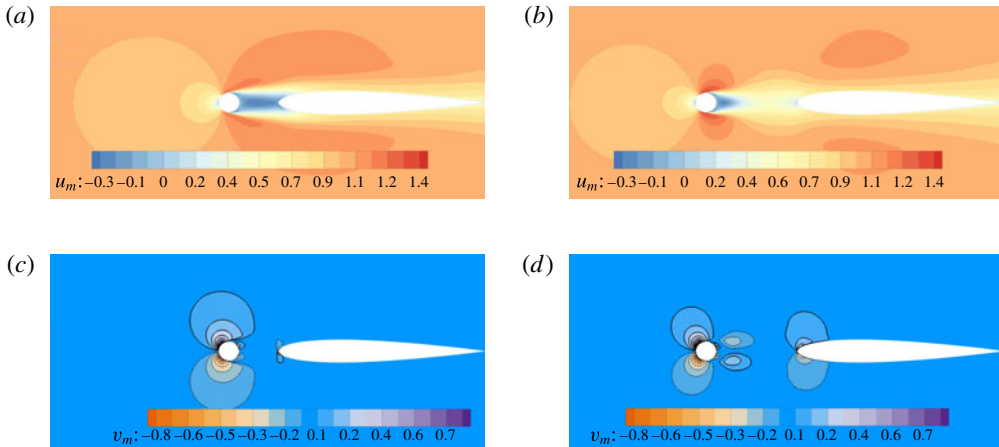 (a)
(b)
u_m: −0.3 −0.1 0 0.2 0.4 0.5 0.7 0.9 1.1 1.2 1.4
u_m: −0.3 −0.1 0 0.2 0.4 0.5 0.7 0.9 1.1 1.2 1.4
(c)
(d)
v_m: −0.8 −0.6 −0.5 −0.3 −0.2 0.1 0.2 0.4 0.6 0.7
v_m: −0.8 −0.6 −0.5 −0.3 −0.2 0.1 0.2 0.4 0.6 0.7